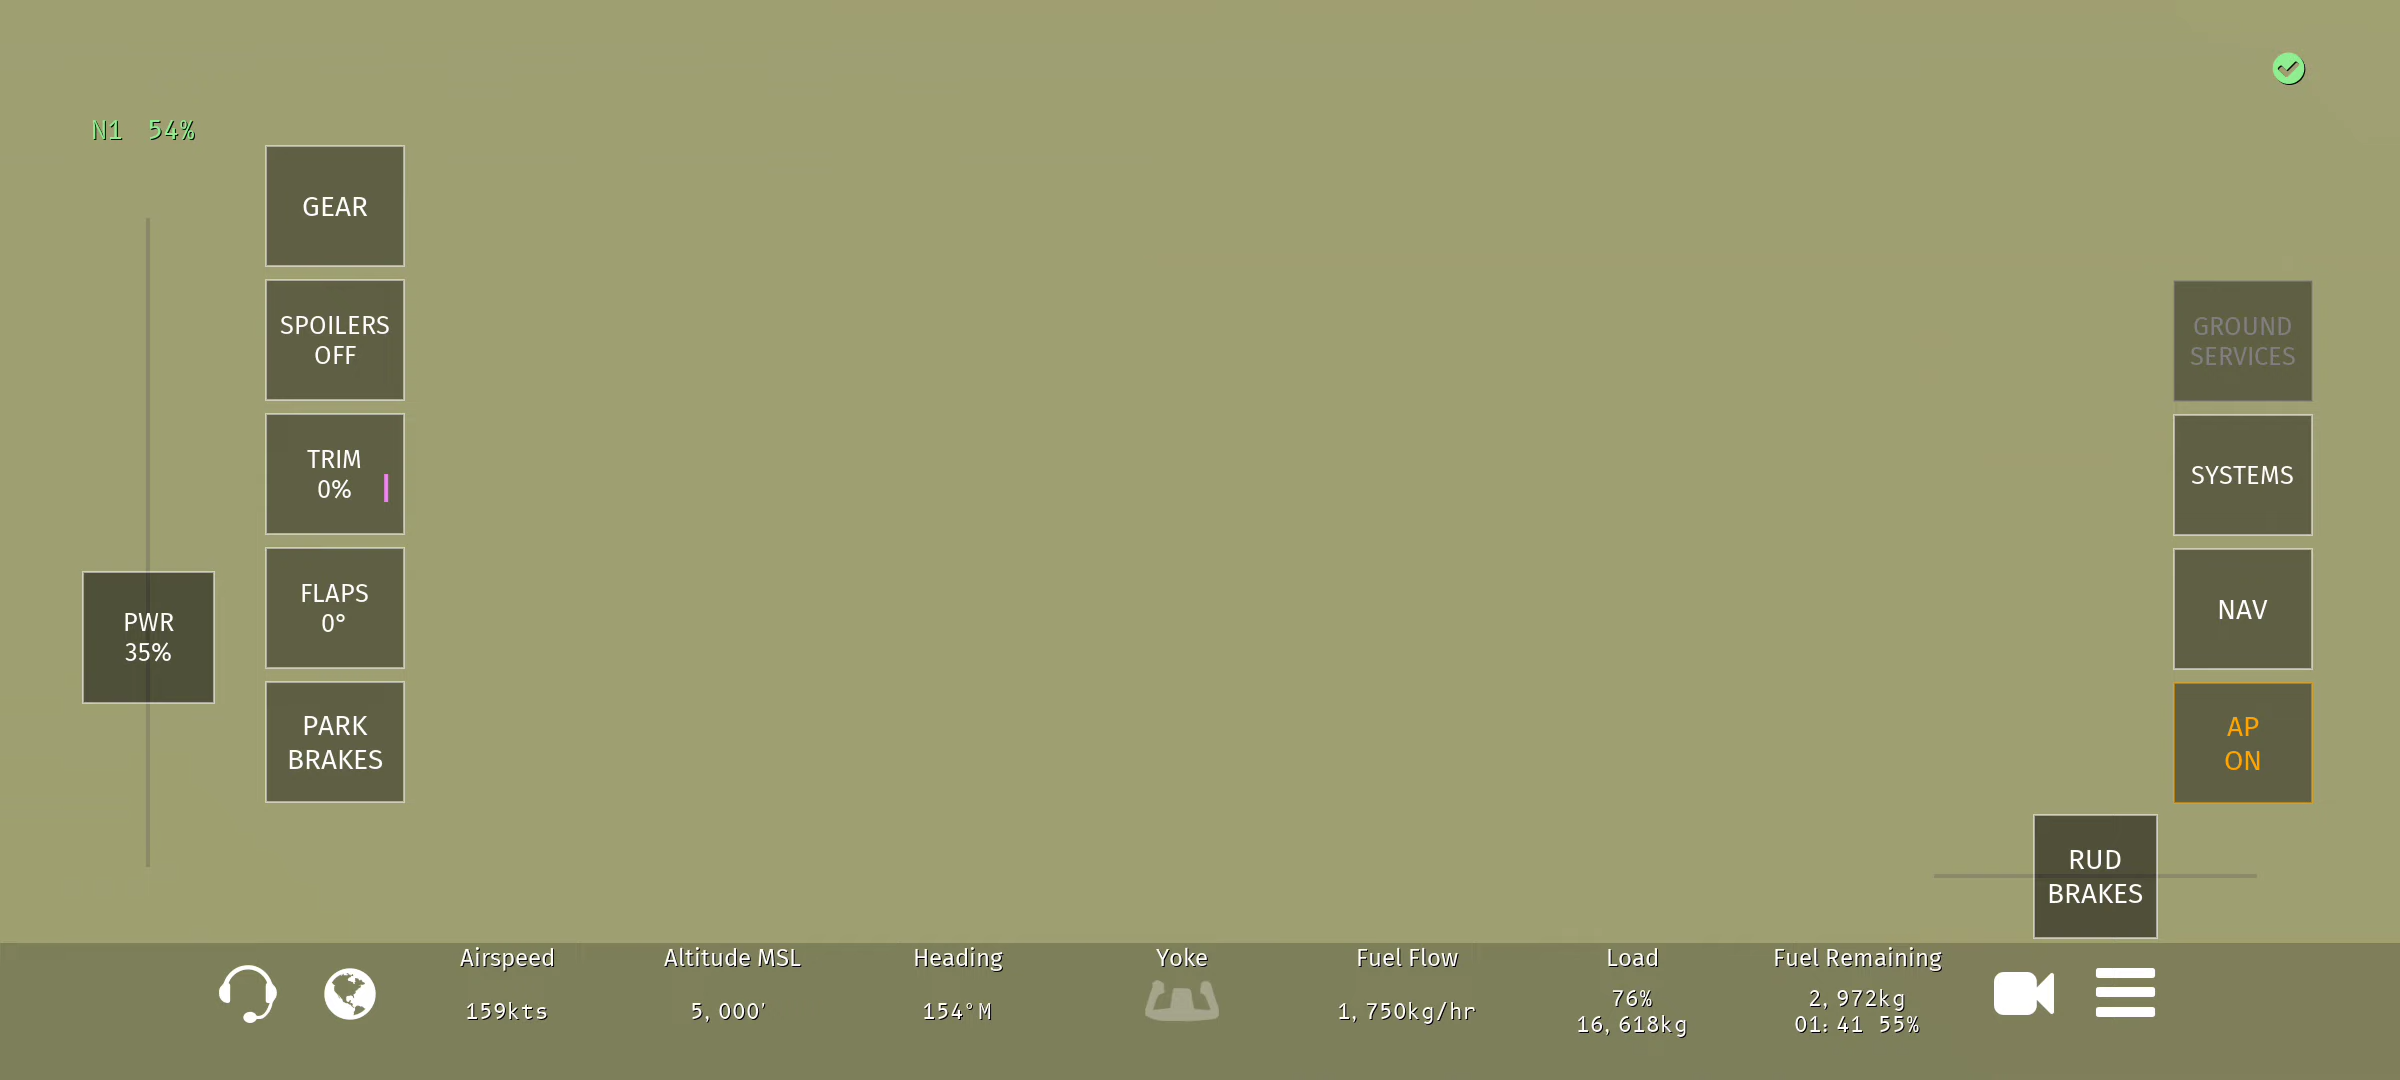 N1 54%
GEAR
SPOILERS
OFF
TRIM
0%
FLAPS
0°
PWR
35%
PARK
BRAKES
GROUND
SERVICES
SYSTEMS
NAV
AP
ON
RUD
BRAKES
Airspeed
159kts
Altitude MSL
5,000'
Heading
154°M
Yoke
Fuel Flow
1,750kg/hr
Load
76%
16,618kg
Fuel Remaining
2,972kg
01:41 55%